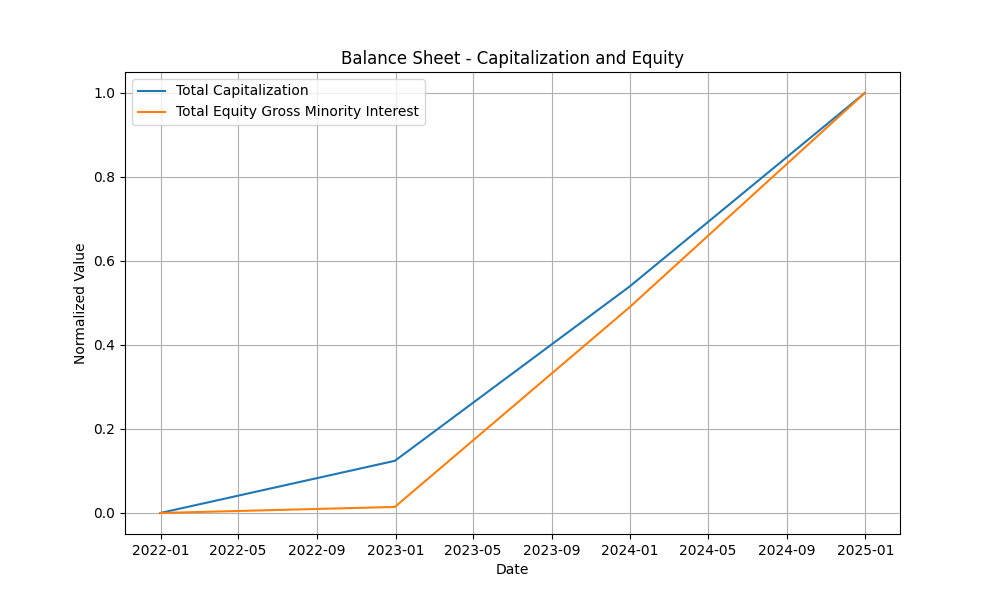 Balance Sheet - Capitalization and Equity
Total Capitalization
Total Equity Gross Minority Interest
Normalized Value
1.0
0.8
0.6
0.4
0.2
0.0
2022-01 2022-05 2022-09 2023-01 2023-05 2023-09 2024-01 2024-05 2024-09 2025-01
Date